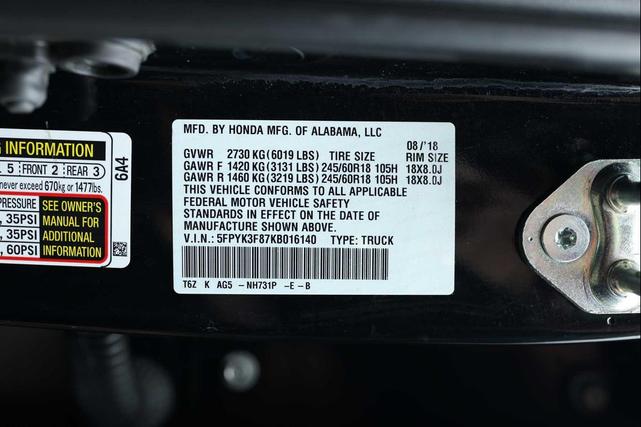 G INFORMATION
L 5 FRONT 2 REAR 3
never exceed 670kg or 1477lbs.
PRESSURE SEE OWNER'S
, 35PSI MANUAL FOR
, 35PSI ADDITIONAL
, 60PSI INFORMATION
6A4
MFD. BY HONDA MFG. OF ALABAMA, LLC
08/'18
GVWR 2730 KG(6019 LBS) TIRE SIZE RIM SIZE
GAWR F 1420 KG(3131 LBS) 245/60R18 105H 18X8.0J
GAWR R 1460 KG(3219 LBS) 245/60R18 105H 18X8.0J
THIS VEHICLE CONFORMS TO ALL APPLICABLE
FEDERAL MOTOR VEHICLE SAFETY
STANDARDS IN EFFECT ON THE DATE OF
MANUFACTURE SHOWN ABOVE.
V.I.N.: 5FPYK3F87KB016140 TYPE: TRUCK
T6Z K AG5 -NH731P -E -B